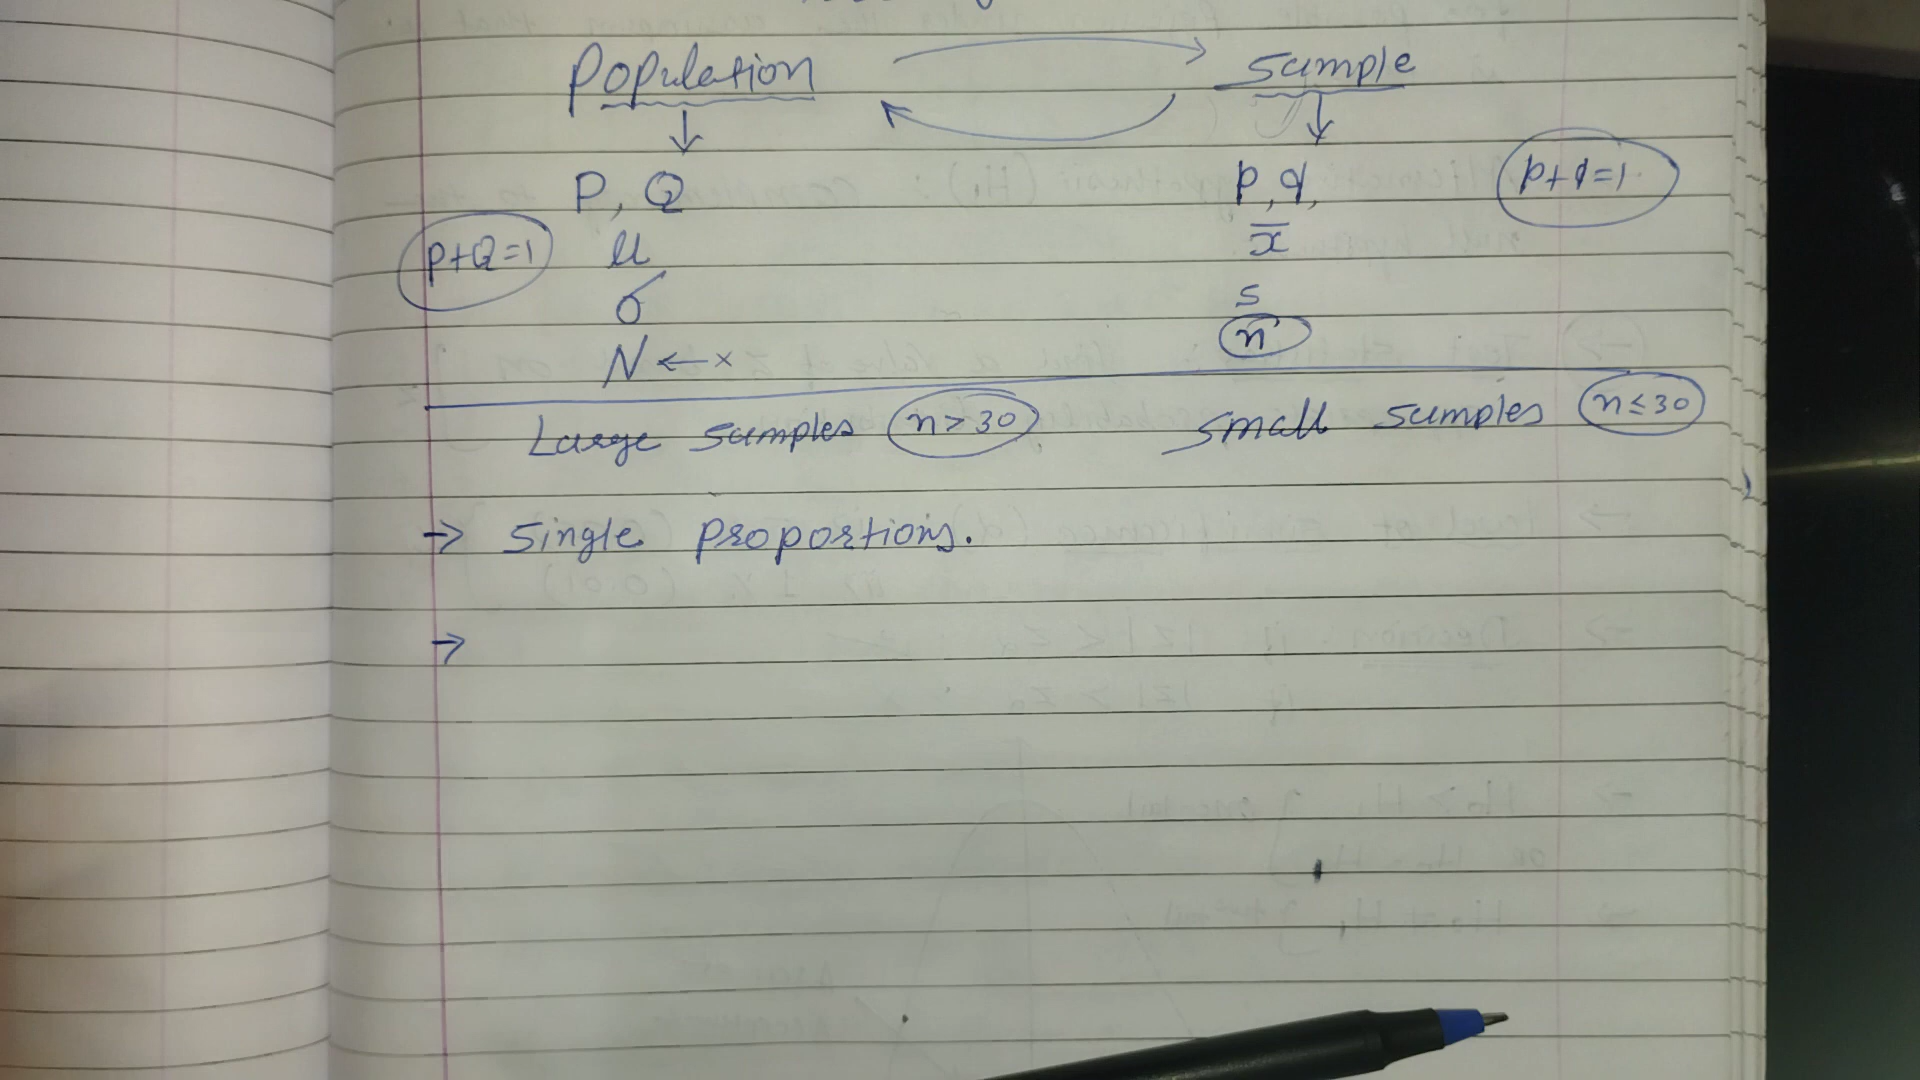 Population → sample
↓ ↓
P, Q p, q, p+q=1.
P+Q=1 μ x̅
σ s
N ← × n
Large samples n > 30 small samples n ≤ 30
→ single proportions.
→